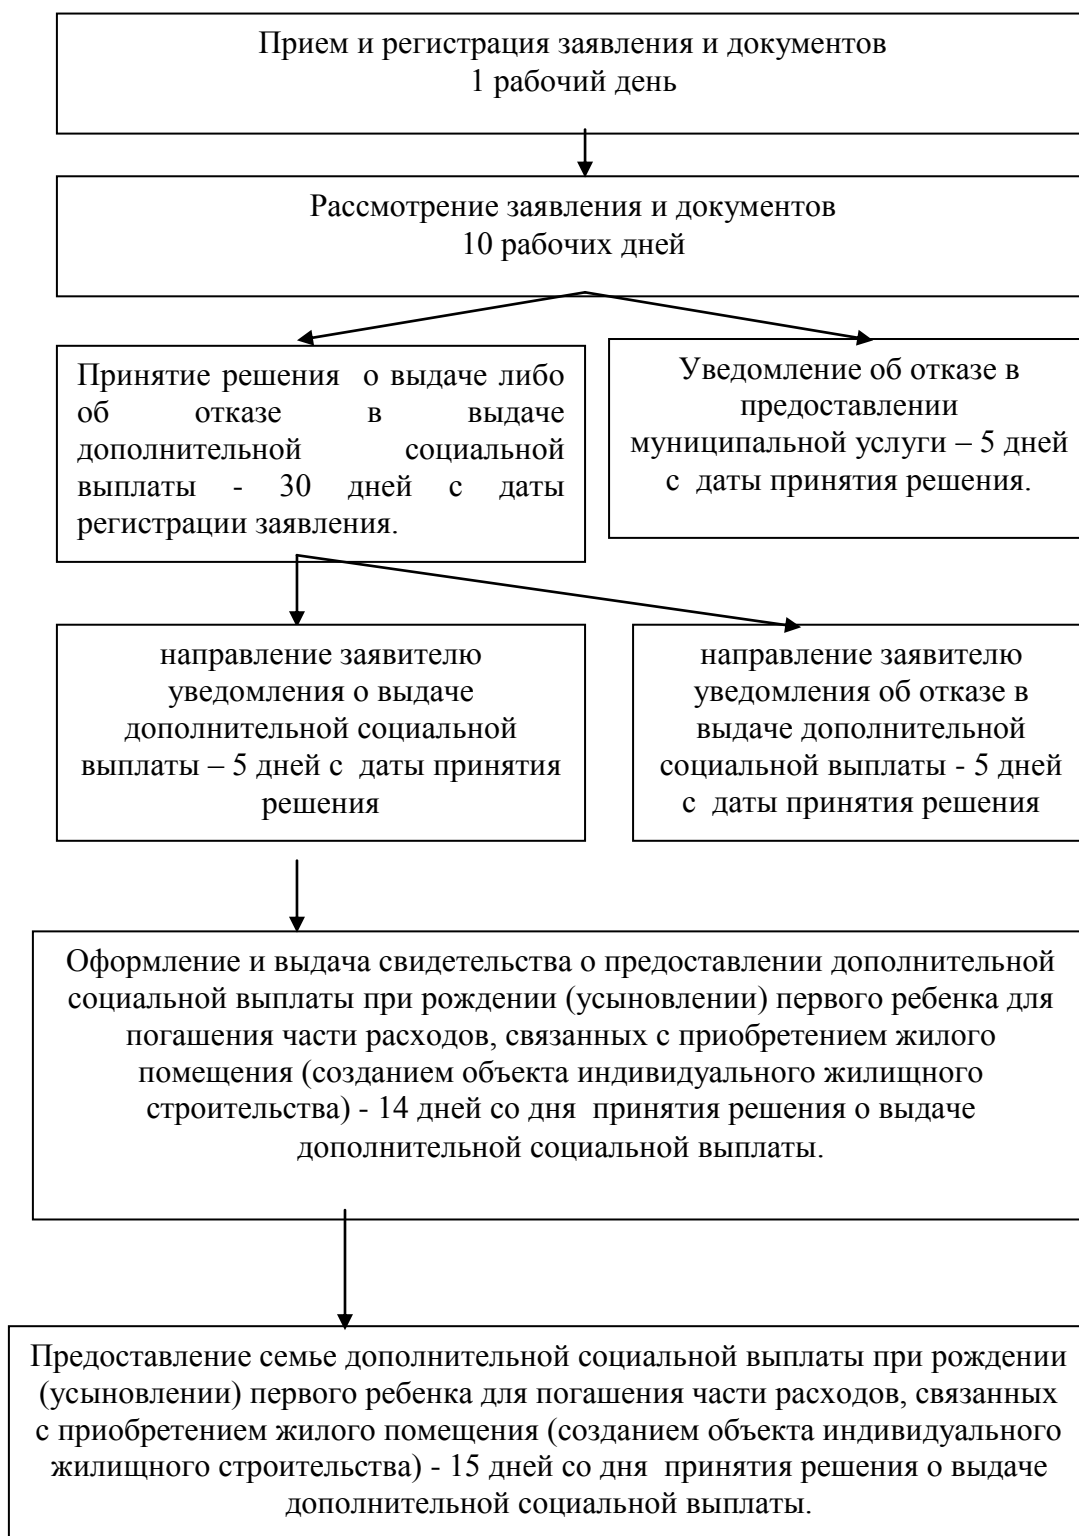 Прием и регистрация заявления и документов
1 рабочий день
Рассмотрение заявления и документов
10 рабочих дней
Принятие решения о выдаче либо
об отказе в выдаче
дополнительной социальной
выплаты - 30 дней с даты
регистрации заявления.
Уведомление об отказе в
предоставлении
муниципальной услуги – 5 дней
с даты принятия решения.
направление заявителю
уведомления о выдаче
дополнительной социальной
выплаты – 5 дней с даты принятия
решения
направление заявителю
уведомления об отказе в
выдаче дополнительной
социальной выплаты - 5 дней
с даты принятия решения
Оформление и выдача свидетельства о предоставлении дополнительной
социальной выплаты при рождении (усыновлении) первого ребенка для
погашения части расходов, связанных с приобретением жилого
помещения (созданием объекта индивидуального жилищного
строительства) - 14 дней со дня принятия решения о выдаче
дополнительной социальной выплаты.
Предоставление семье дополнительной социальной выплаты при рождении
(усыновлении) первого ребенка для погашения части расходов, связанных
с приобретением жилого помещения (созданием объекта индивидуального
жилищного строительства) - 15 дней со дня принятия решения о выдаче
дополнительной социальной выплаты.